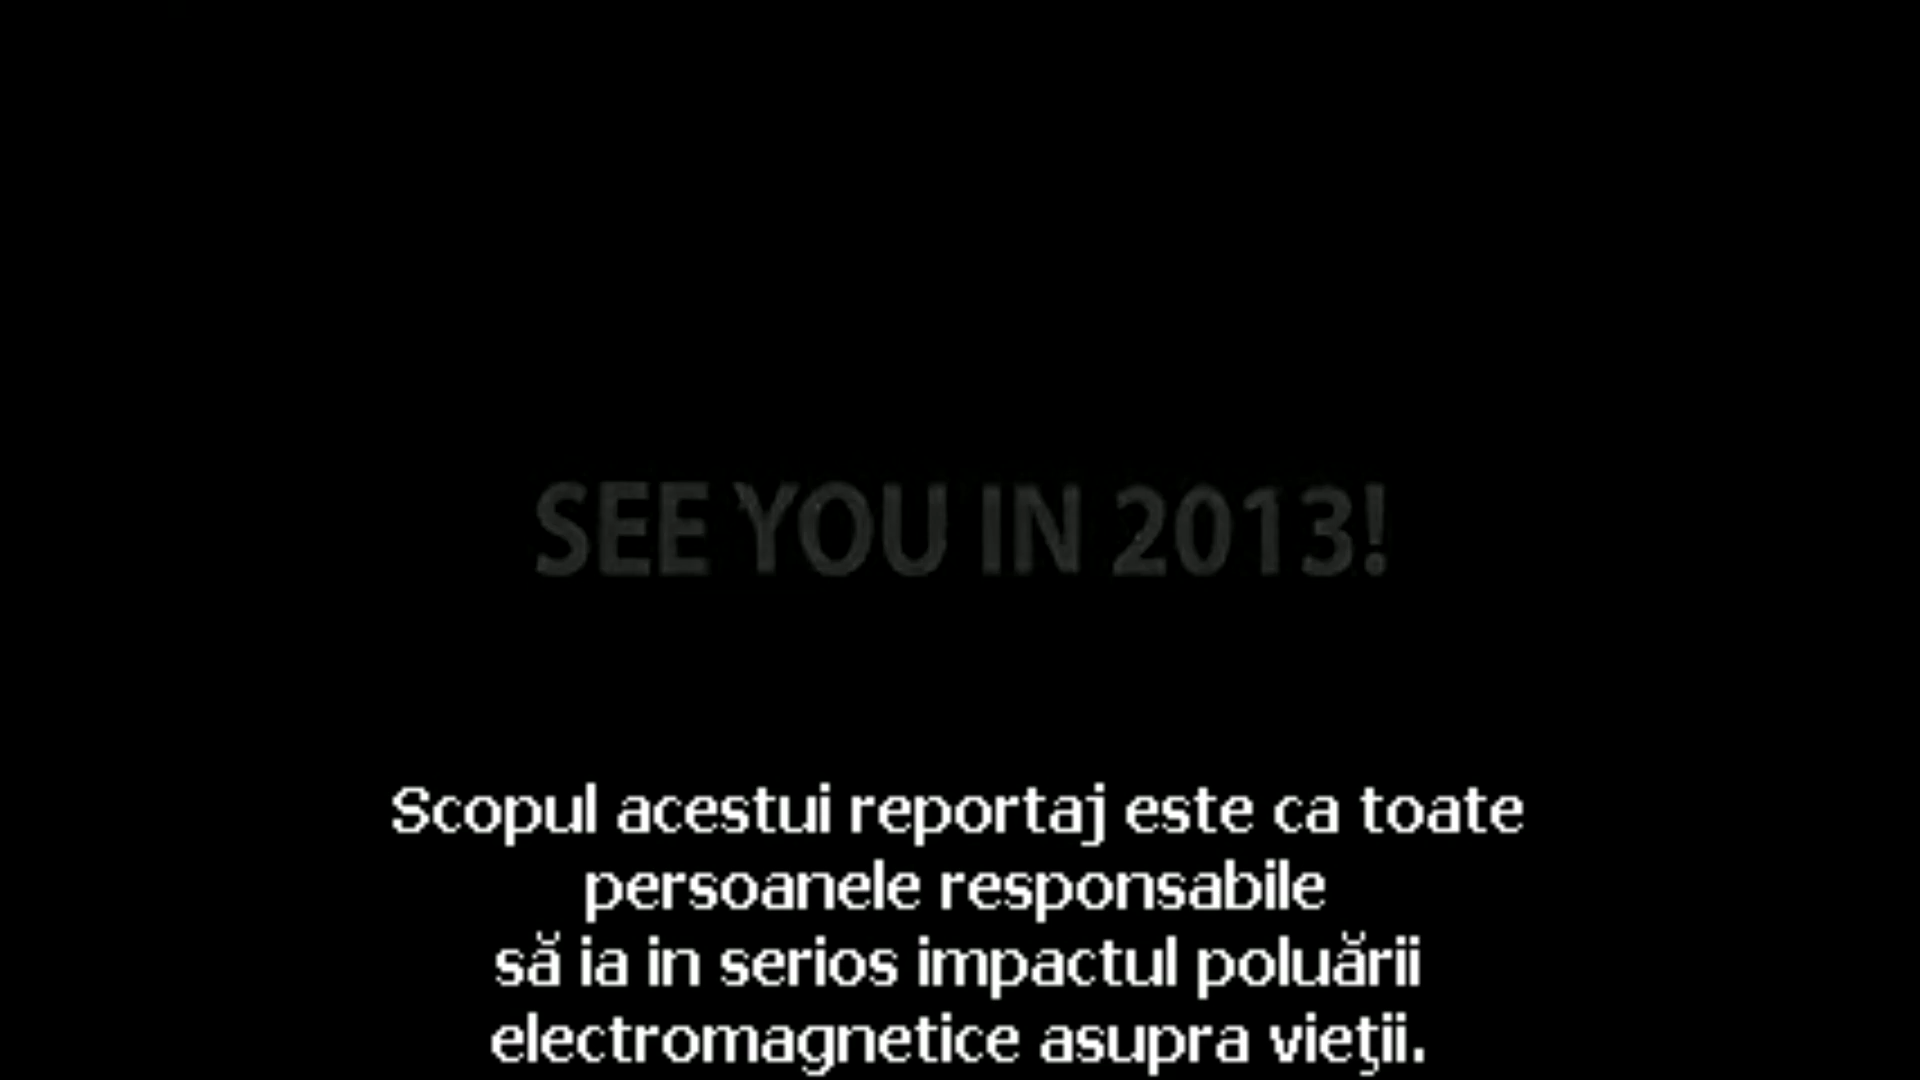 SEE YOU IN 2013!
Scopul acestui reportaj este ca toate
persoanele responsabile
să ia in serios impactul poluării
electromagnetice asupra vieţii.